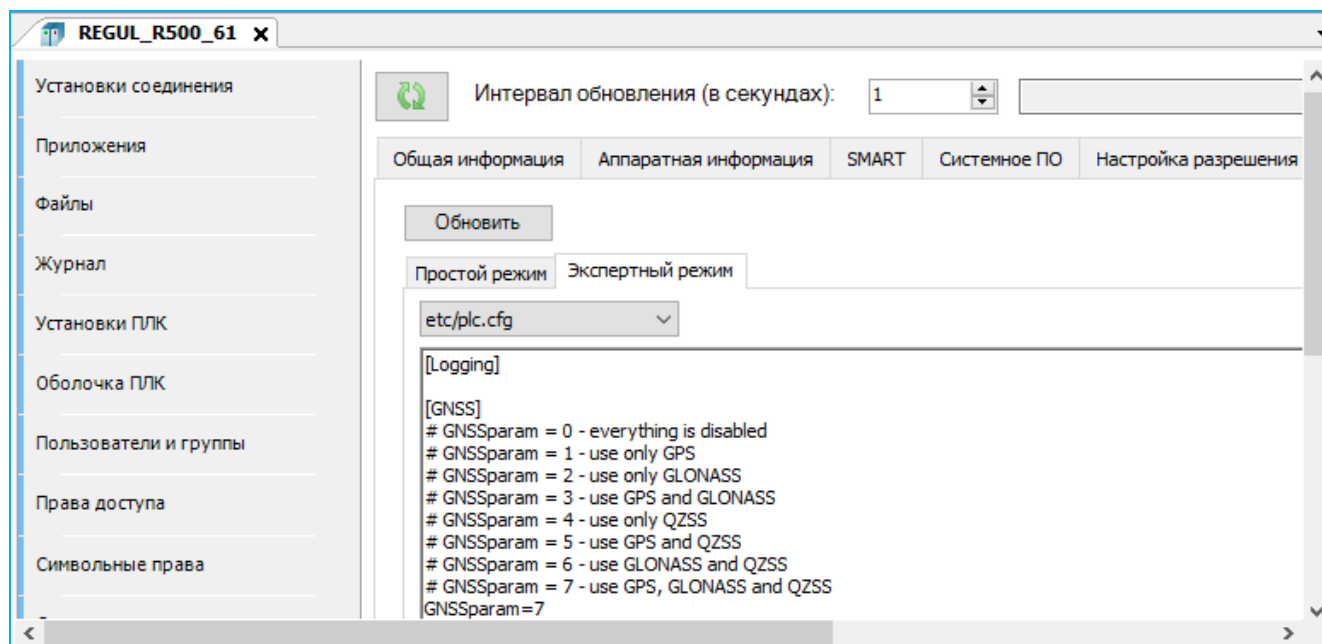 REGUL_R500_61
Установки соединения
Приложения
Файлы
Журнал
Установки ПЛК
Оболочка ПЛК
Пользователи и группы
Права доступа
Символьные права
Интервал обновления (в секундах): 1
Общая информация Аппаратная информация SMART Системное ПО Настройка разрешения
Обновить
Простой режим Экспертный режим
etc/plc.cfg
[Logging]
[GNSS]
# GNSSparam = 0 - everything is disabled
# GNSSparam = 1 - use only GPS
# GNSSparam = 2 - use only GLONASS
# GNSSparam = 3 - use GPS and GLONASS
# GNSSparam = 4 - use only QZSS
# GNSSparam = 5 - use GPS and QZSS
# GNSSparam = 6 - use GLONASS and QZSS
# GNSSparam = 7 - use GPS, GLONASS and QZSS
GNSSparam=7